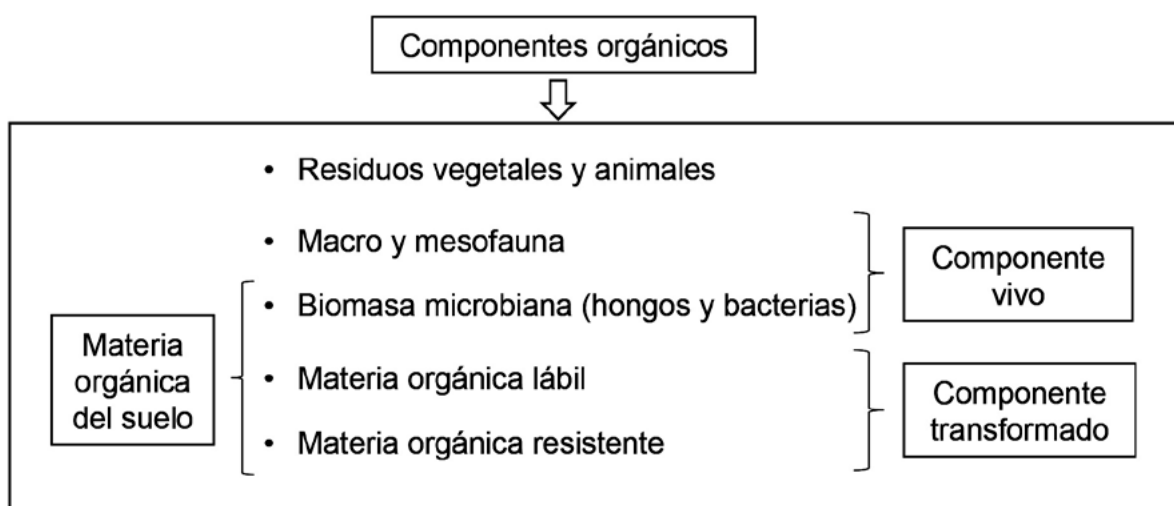 Componentes orgánicos
• Residuos vegetales y animales
• Macro y mesofauna
• Biomasa microbiana (hongos y bacterias)
Componente
vivo
Materia
orgánica
del suelo
• Materia orgánica lábil
• Materia orgánica resistente
Componente
transformado